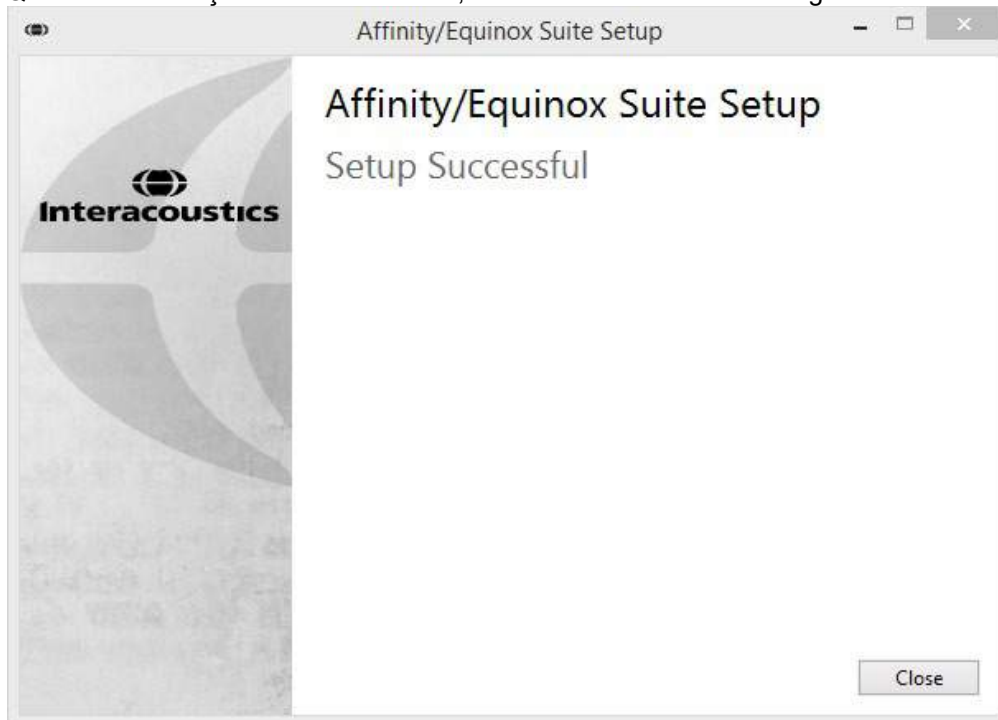 Affinity/Equinox Suite Setup
Affinity/Equinox Suite Setup
Setup Successful
Interacoustics
Close